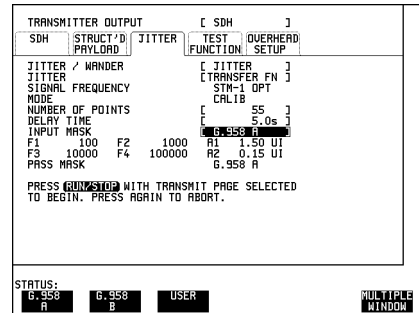 TRANSMITTER OUTPUT [ SDH ]
SDH STRUCT'D PAYLOAD JITTER TEST FUNCTION OVERHEAD SETUP
JITTER / WANDER [ JITTER ]
JITTER [TRANSFER FN ]
SIGNAL FREQUENCY STM-1 OPT
MODE CALIB
NUMBER OF POINTS [ 55 ]
DELAY TIME [ 5.0s ]
INPUT MASK [ G.958 A ]
F1 100 F2 1000 A1 1.50 UI
F3 10000 F4 100000 A2 0.15 UI
PASS MASK G.958 A
PRESS RUN/STOP WITH TRANSMIT PAGE SELECTED
TO BEGIN. PRESS AGAIN TO ABORT.
STATUS:
G.958 A G.958 B USER MULTIPLE WINDOW